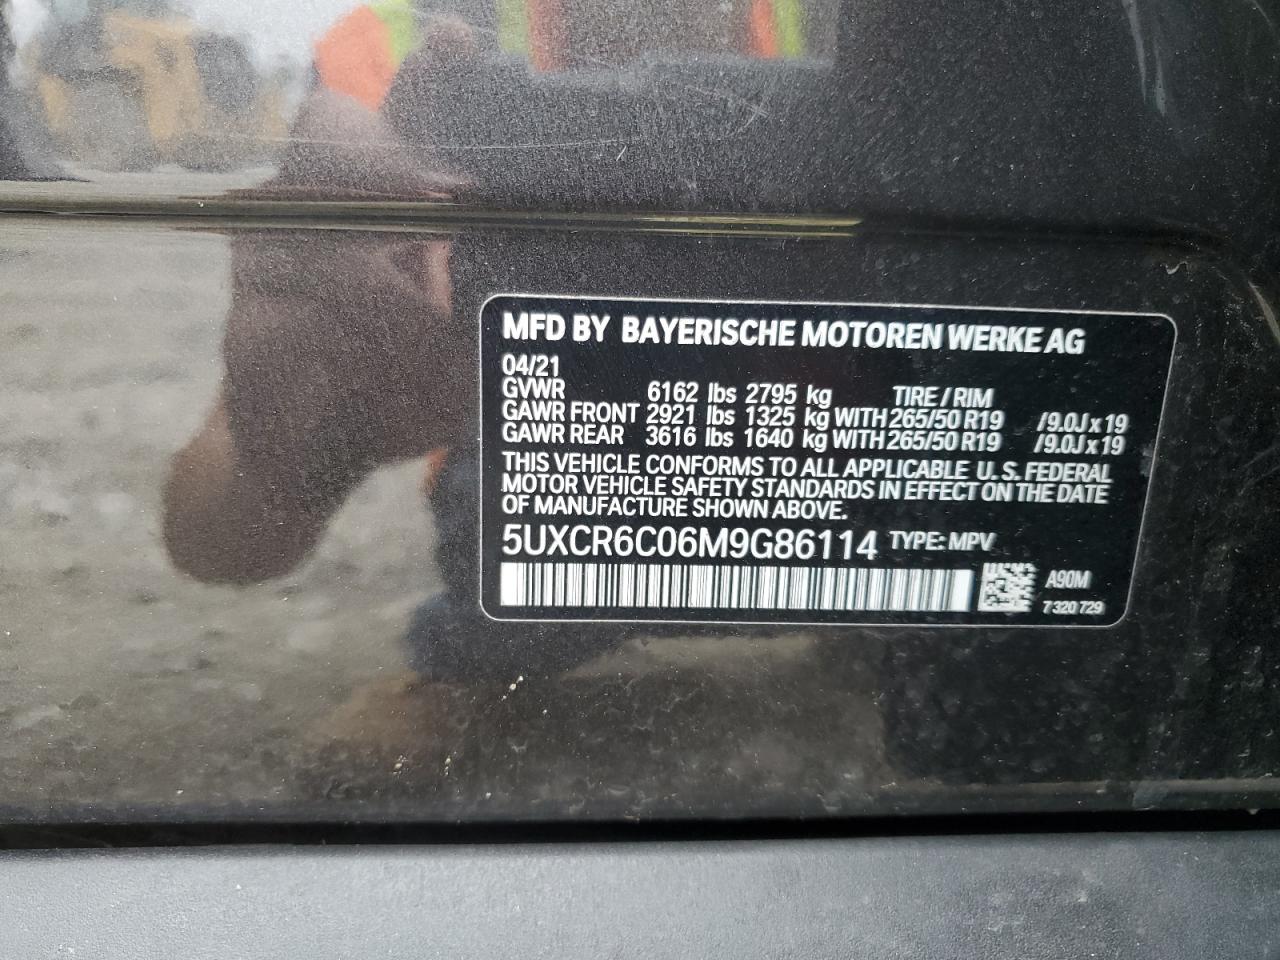 MFD BY BAYERISCHE MOTOREN WERKE AG
04/21
GVWR 6162 lbs 2795 kg TIRE / RIM
GAWR FRONT 2921 lbs 1325 kg WITH 265/50 R19 /9.0J x 19
GAWR REAR 3616 lbs 1640 kg WITH 265/50 R19 /9.0J x 19
THIS VEHICLE CONFORMS TO ALL APPLICABLE U.S. FEDERAL
MOTOR VEHICLE SAFETY STANDARDS IN EFFECT ON THE DATE
OF MANUFACTURE SHOWN ABOVE.
5UXCR6C06M9G86114 TYPE: MPV
A90M
7 320 729